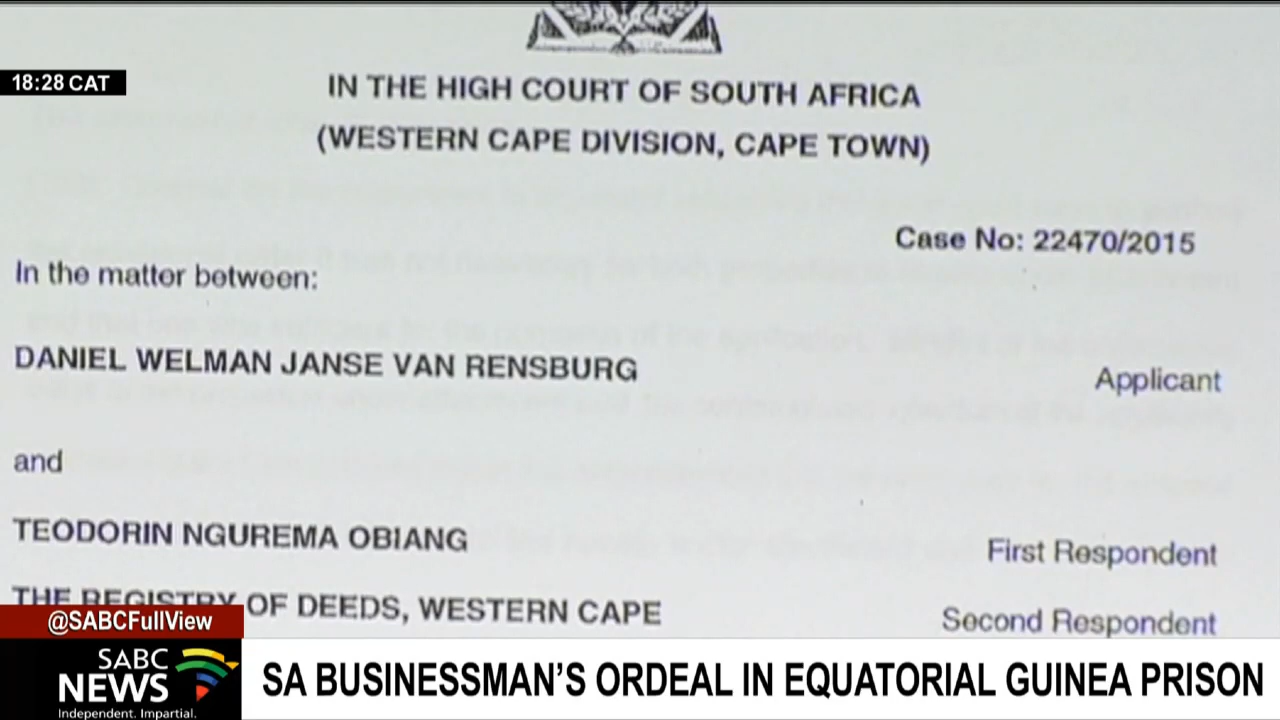 18:28 CAT
IN THE HIGH COURT OF SOUTH AFRICA
(WESTERN CAPE DIVISION, CAPE TOWN)
Case No: 22470/2015
In the matter between:
DANIEL WELMAN JANSE VAN RENSBURG
Applicant
and
TEODORIN NGUREMA OBIANG
First Respondent
THE REGISTRY OF DEEDS, WESTERN CAPE
Second Respondent
@SABCFullView
SABC
NEWS
Independent. Impartial.
SA BUSINESSMAN'S ORDEAL IN EQUATORIAL GUINEA PRISON